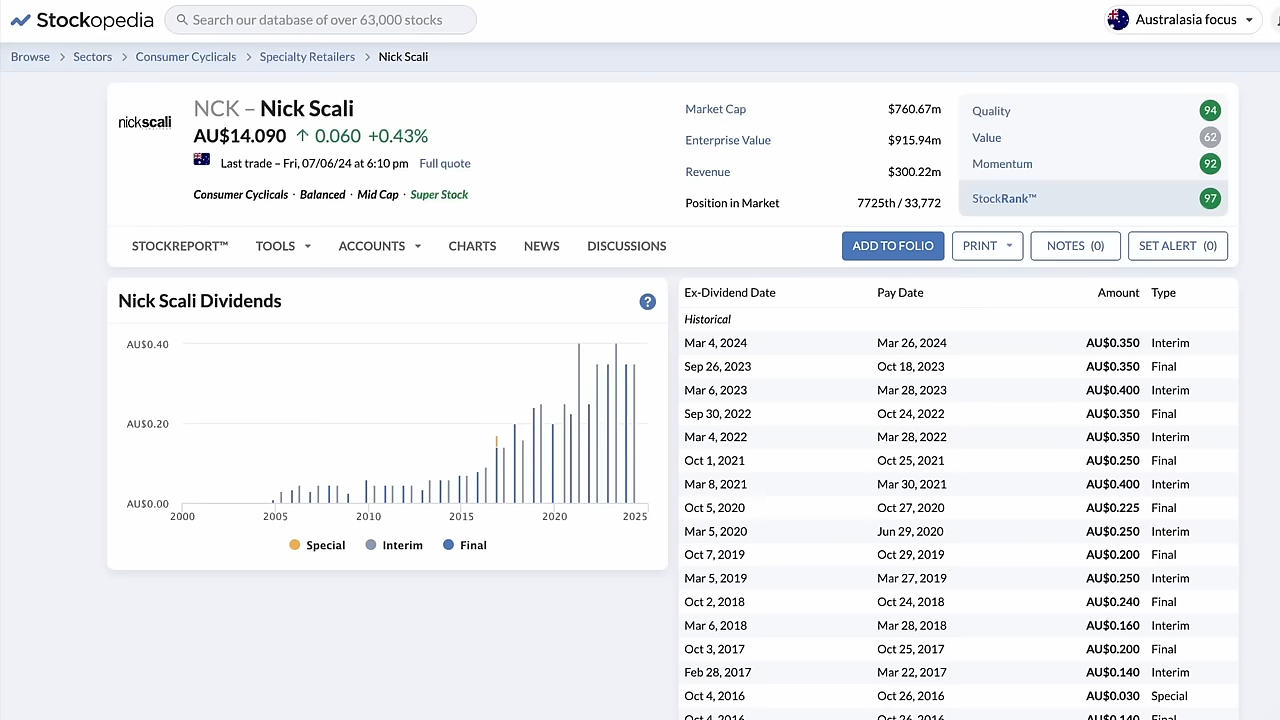 Stockopedia
Search our database of over 63,000 stocks
Australasia focus
Browse > Sectors > Consumer Cyclicals > Specialty Retailers > Nick Scali
nickscali
NCK – Nick Scali
AU$14.090 ↑ 0.060 +0.43%
Last trade – Fri, 07/06/24 at 6:10 pm Full quote
Consumer Cyclicals · Balanced · Mid Cap · Super Stock
Market Cap $760.67m
Enterprise Value $915.94m
Revenue $300.22m
Position in Market 7725th / 33,772
Quality 94
Value 62
Momentum 92
StockRank™ 97
STOCKREPORT™ TOOLS ACCOUNTS CHARTS NEWS DISCUSSIONS
ADD TO FOLIO PRINT NOTES (0) SET ALERT (0)
Nick Scali Dividends ?
AU$0.40
AU$0.20
AU$0.00
2000 2005 2010 2015 2020 2025
Special Interim Final
Ex-Dividend Date Pay Date Amount Type
Historical
Mar 4, 2024 Mar 26, 2024 AU$0.350 Interim
Sep 26, 2023 Oct 18, 2023 AU$0.350 Final
Mar 6, 2023 Mar 28, 2023 AU$0.400 Interim
Sep 30, 2022 Oct 24, 2022 AU$0.350 Final
Mar 4, 2022 Mar 28, 2022 AU$0.350 Interim
Oct 1, 2021 Oct 25, 2021 AU$0.250 Final
Mar 8, 2021 Mar 30, 2021 AU$0.400 Interim
Oct 5, 2020 Oct 27, 2020 AU$0.225 Final
Mar 5, 2020 Jun 29, 2020 AU$0.250 Interim
Oct 7, 2019 Oct 29, 2019 AU$0.200 Final
Mar 5, 2019 Mar 27, 2019 AU$0.250 Interim
Oct 2, 2018 Oct 24, 2018 AU$0.240 Final
Mar 6, 2018 Mar 28, 2018 AU$0.160 Interim
Oct 3, 2017 Oct 25, 2017 AU$0.200 Final
Feb 28, 2017 Mar 22, 2017 AU$0.140 Interim
Oct 4, 2016 Oct 26, 2016 AU$0.030 Special
Oct 4, 2016 Oct 26, 2016 AU$0.140 Final